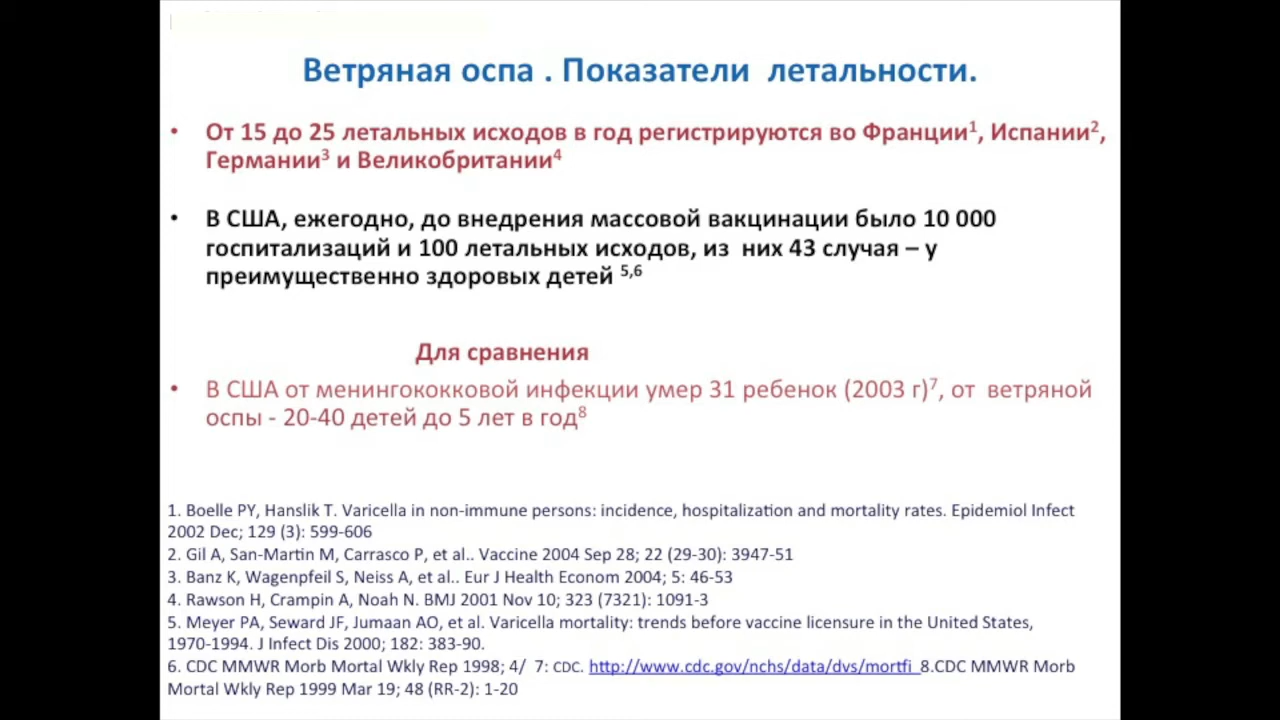 Ветряная оспа . Показатели  летальности.
• От 15 до 25 летальных исходов в год регистрируются во Франции¹, Испании²,
Германии³ и Великобритании⁴
• В США, ежегодно, до внедрения массовой вакцинации было 10 000
госпитализаций и 100 летальных исходов, из  них 43 случая – у
преимущественно здоровых детей ⁵,⁶
Для сравнения
• В США от менингококковой инфекции умер 31 ребенок (2003 г)⁷, от  ветряной
оспы - 20-40 детей до 5 лет в год⁸
1. Boelle PY, Hanslik T. Varicella in non-immune persons: incidence, hospitalization and mortality rates. Epidemiol Infect
2002 Dec; 129 (3): 599-606
2. Gil A, San-Martin M, Carrasco P, et al.. Vaccine 2004 Sep 28; 22 (29-30): 3947-51
3. Banz K, Wagenpfeil S, Neiss A, et al.. Eur J Health Econom 2004; 5: 46-53
4. Rawson H, Crampin A, Noah N. BMJ 2001 Nov 10; 323 (7321): 1091-3
5. Meyer PA, Seward JF, Jumaan AO, et al. Varicella mortality: trends before vaccine licensure in the United States,
1970-1994. J Infect Dis 2000; 182: 383-90.
6. CDC MMWR Morb Mortal Wkly Rep 1998; 4/  7: CDC. http://www.cdc.gov/nchs/data/dvs/mortfi_8.CDC MMWR Morb
Mortal Wkly Rep 1999 Mar 19; 48 (RR-2): 1-20